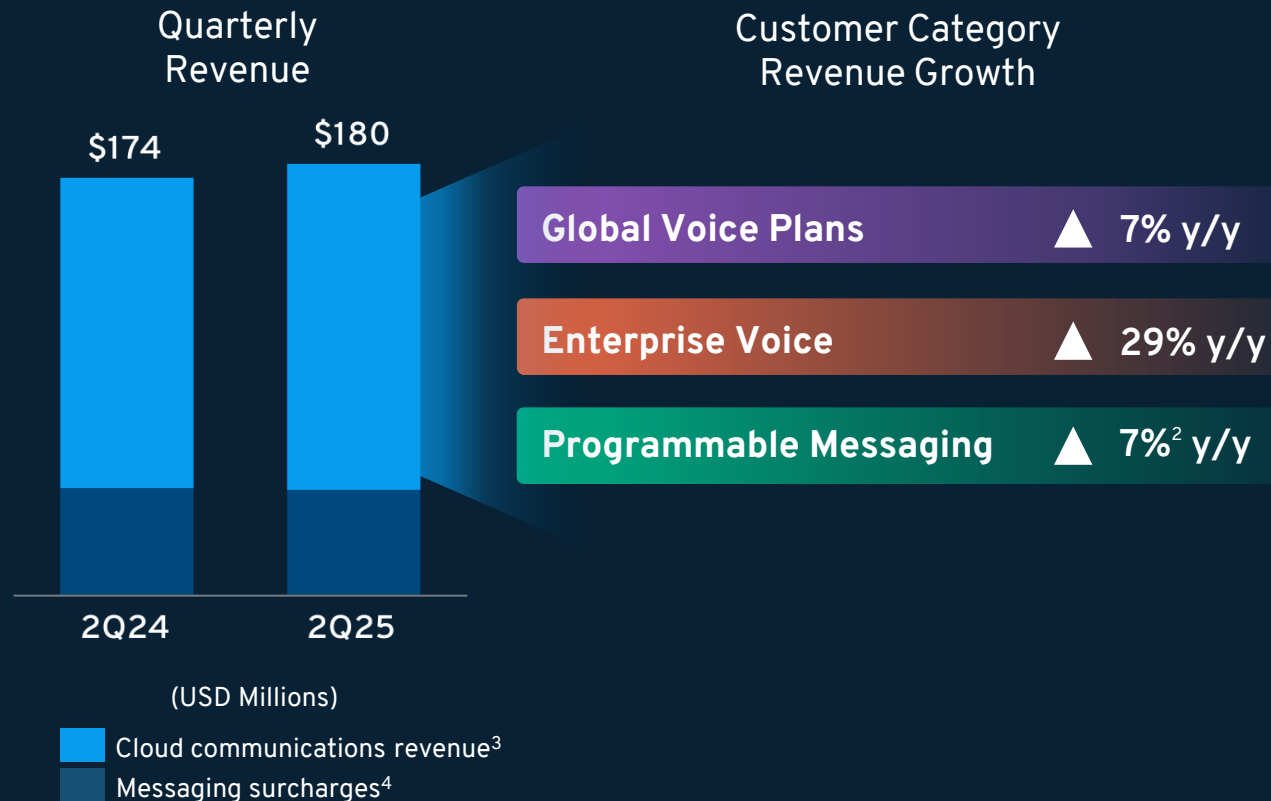 Quarterly
Revenue
$174
$180
2Q24
2Q25
(USD Millions)
Cloud communications revenue³
Messaging surcharges⁴
Customer Category
Revenue Growth
Global Voice Plans ▲ 7% y/y
Enterprise Voice ▲ 29% y/y
Programmable Messaging ▲ 7%² y/y